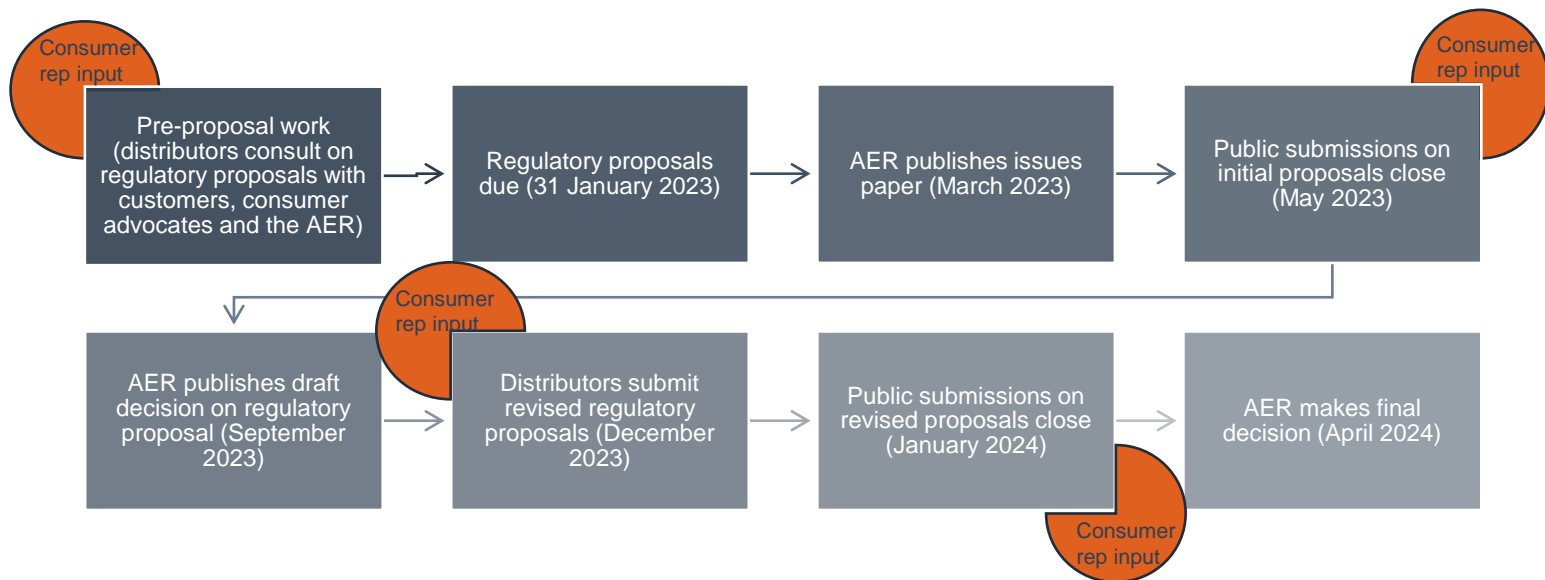 Consumer
rep input
Pre-proposal work
(distributors consult on
regulatory proposals with
customers, consumer
advocates and the AER)
Regulatory proposals
due (31 January 2023)
AER publishes issues
paper (March 2023)
Consumer
rep input
Public submissions on
initial proposals close
(May 2023)
AER publishes draft
decision on regulatory
proposal (September
2023)
Consumer
rep input
Distributors submit
revised regulatory
proposals (December
2023)
Public submissions on
revised proposals close
(January 2024)
Consumer
rep input
AER makes final
decision (April 2024)